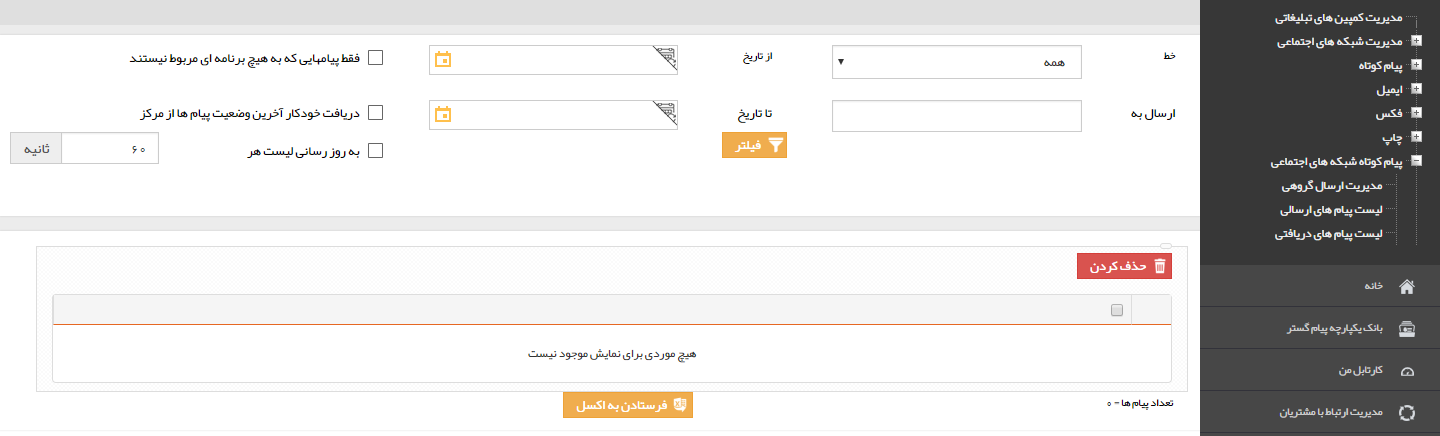 مدیریت کمپین های تبلیغاتی
مدیریت شبکه های اجتماعی
پیام کوتاه
ایمیل
فکس
چاپ
پیام کوتاه شبکه های اجتماعی
مدیریت ارسال گروهی
لیست پیام های ارسالی
لیست پیام های دریافتی
خانه
بانک یکپارچه پیام گستر
کارتابل من
مدیریت ارتباط با مشتریان
خط
همه
از تاریخ
فقط پیامهایی که به هیچ برنامه ای مربوط نیستند
ارسال به
تا تاریخ
دریافت خودکار آخرین وضعیت پیام ها از مرکز
فیلتر
به روز رسانی لیست هر
۶۰
ثانیه
حذف کردن
هیچ موردی برای نمایش موجود نیست
تعداد پیام ها = ۰
فرستادن به اکسل